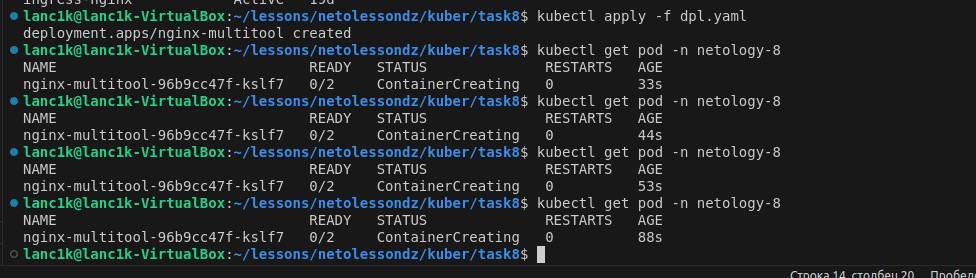 ingress-nginx          Active   19d
lanc1k@lanc1k-VirtualBox:~/lessons/netolessondz/kuber/task8$ kubectl apply -f dpl.yaml
deployment.apps/nginx-multitool created
lanc1k@lanc1k-VirtualBox:~/lessons/netolessondz/kuber/task8$ kubectl get pod -n netology-8
NAME                              READY   STATUS              RESTARTS   AGE
nginx-multitool-96b9cc47f-kslf7   0/2     ContainerCreating   0          33s
lanc1k@lanc1k-VirtualBox:~/lessons/netolessondz/kuber/task8$ kubectl get pod -n netology-8
NAME                              READY   STATUS              RESTARTS   AGE
nginx-multitool-96b9cc47f-kslf7   0/2     ContainerCreating   0          44s
lanc1k@lanc1k-VirtualBox:~/lessons/netolessondz/kuber/task8$ kubectl get pod -n netology-8
NAME                              READY   STATUS              RESTARTS   AGE
nginx-multitool-96b9cc47f-kslf7   0/2     ContainerCreating   0          53s
lanc1k@lanc1k-VirtualBox:~/lessons/netolessondz/kuber/task8$ kubectl get pod -n netology-8
NAME                              READY   STATUS              RESTARTS   AGE
nginx-multitool-96b9cc47f-kslf7   0/2     ContainerCreating   0          88s
lanc1k@lanc1k-VirtualBox:~/lessons/netolessondz/kuber/task8$
Строка 14, столбец 20   Пробел